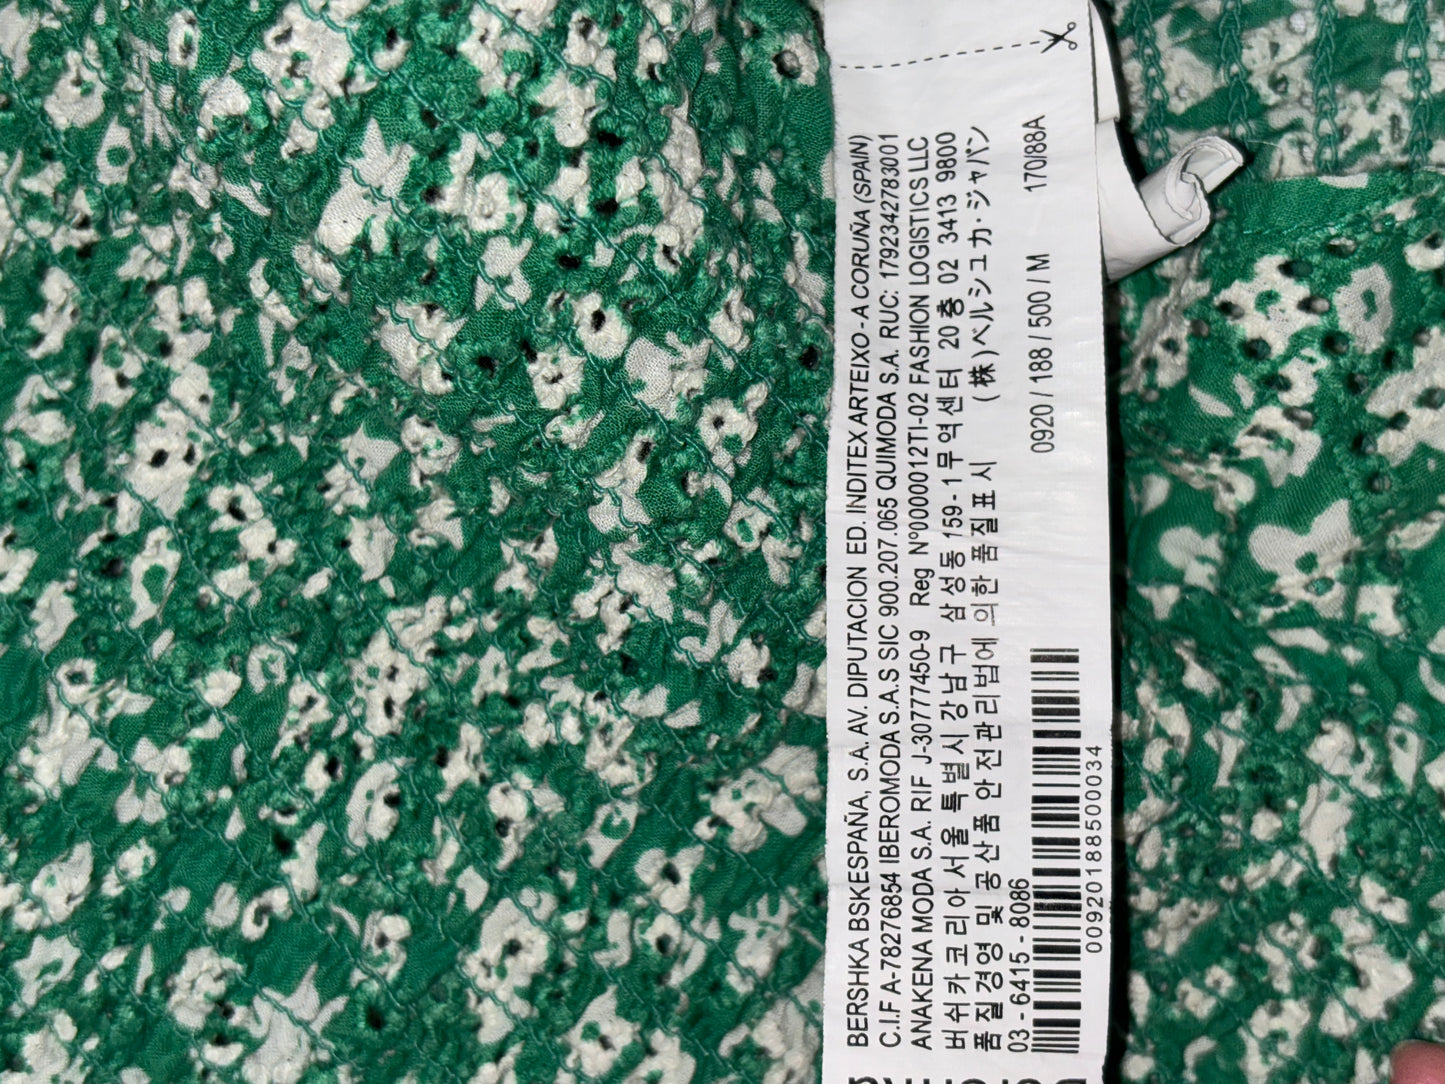 BERSHKA BSKESPAÑA, S.A. AV. DIPUTACION ED. INDITEX ARTEIXO - A CORUÑA (SPAIN)
C.I.F A-78276854 IBEROMODA S.A.S SIC 900.207.065 QUIMODA S.A. RUC: 1792342783001
ANAKENA MODA S.A. RIF J-30777450-9 Reg Nº000012TI-02 FASHION LOGISTICS LLC
버쉬카코리아 서울 특별시 강남구 삼성동 159-1무역센터 20층 02 3413 9800
품질경영 및 공산품 안전관리법에 의한 품질표시 (株)ベルシュカ・ジャパン
03 - 6415 - 8086
0920 / 188 / 500 / M 170/88A
00920188500034